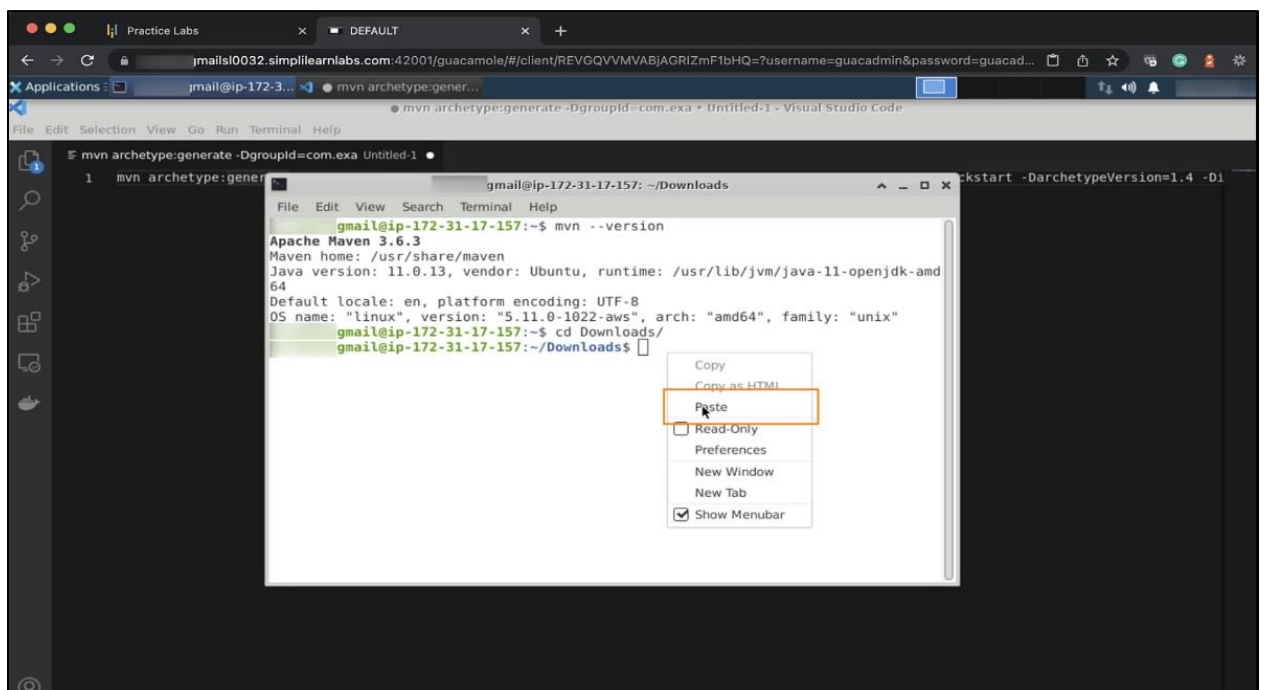 Practice Labs
DEFAULT
jmailsl0032.simplilearnlabs.com:42001/guacamole/#/client/REVGQVVMVABjAGRlZmF1bHQ=?username=guacadmin&password=guacad...
Applications
jmail@ip-172-3...
mvn archetype:gener...
mvn archetype:generate -DgroupId=com.exa • Untitled-1 - Visual Studio Code
File Edit Selection View Go Run Terminal Help
mvn archetype:generate -DgroupId=com.exa Untitled-1
1 mvn archetype:gener
ckstart -DarchetypeVersion=1.4 -Di
gmail@ip-172-31-17-157: ~/Downloads
File Edit View Search Terminal Help
gmail@ip-172-31-17-157:~$ mvn --version
Apache Maven 3.6.3
Maven home: /usr/share/maven
Java version: 11.0.13, vendor: Ubuntu, runtime: /usr/lib/jvm/java-11-openjdk-amd
64
Default locale: en, platform encoding: UTF-8
OS name: "linux", version: "5.11.0-1022-aws", arch: "amd64", family: "unix"
gmail@ip-172-31-17-157:~$ cd Downloads/
gmail@ip-172-31-17-157:~/Downloads$
Copy
Copy as HTML
Paste
Read-Only
Preferences
New Window
New Tab
Show Menubar
1